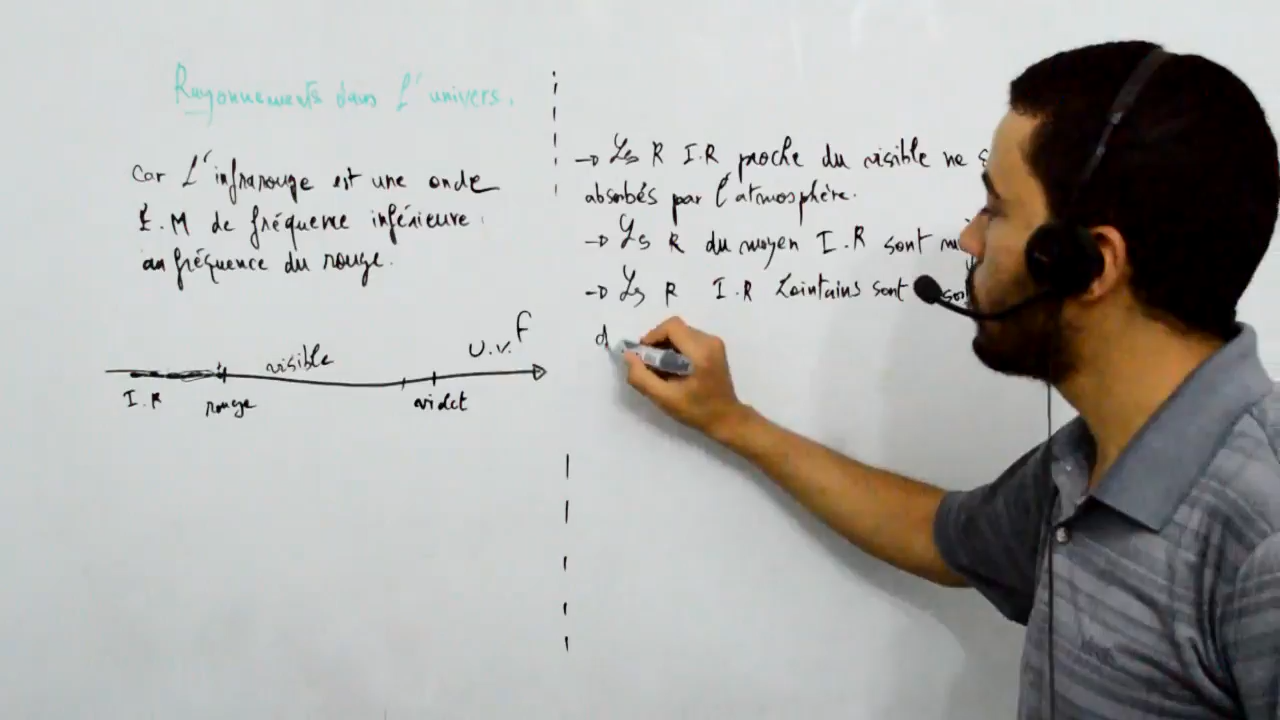 Rayonnements dans l'univers.
Car l'infrarouge est une onde
E.M de fréquence inférieure
au fréquence du rouge.
F
U.V.
visible
I.R
rouge
violet
→ Les R I.R proche du visible ne
absorbés par l'atmosphère.
→ Les R du moyen I.R sont
→ Les R I.R Lointains sont
d